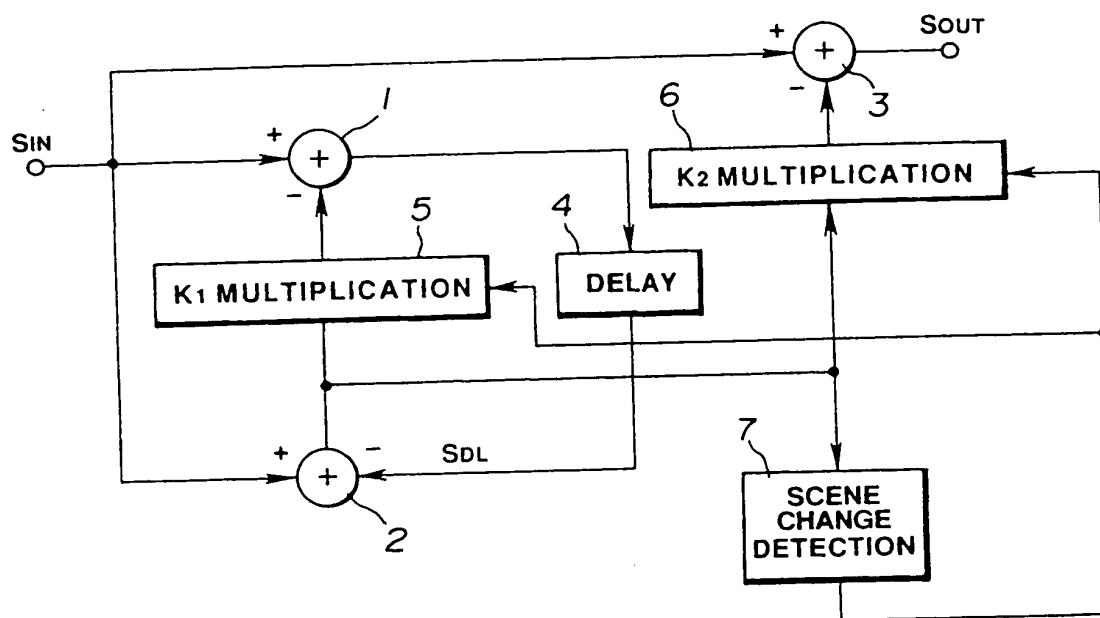 SOUT
+
+
-
3
6
1
SIN
+
+
-
K2 MULTIPLICATION
5
4
K1 MULTIPLICATION
DELAY
7
+
-
SDL
+
2
SCENE
CHANGE
DETECTION